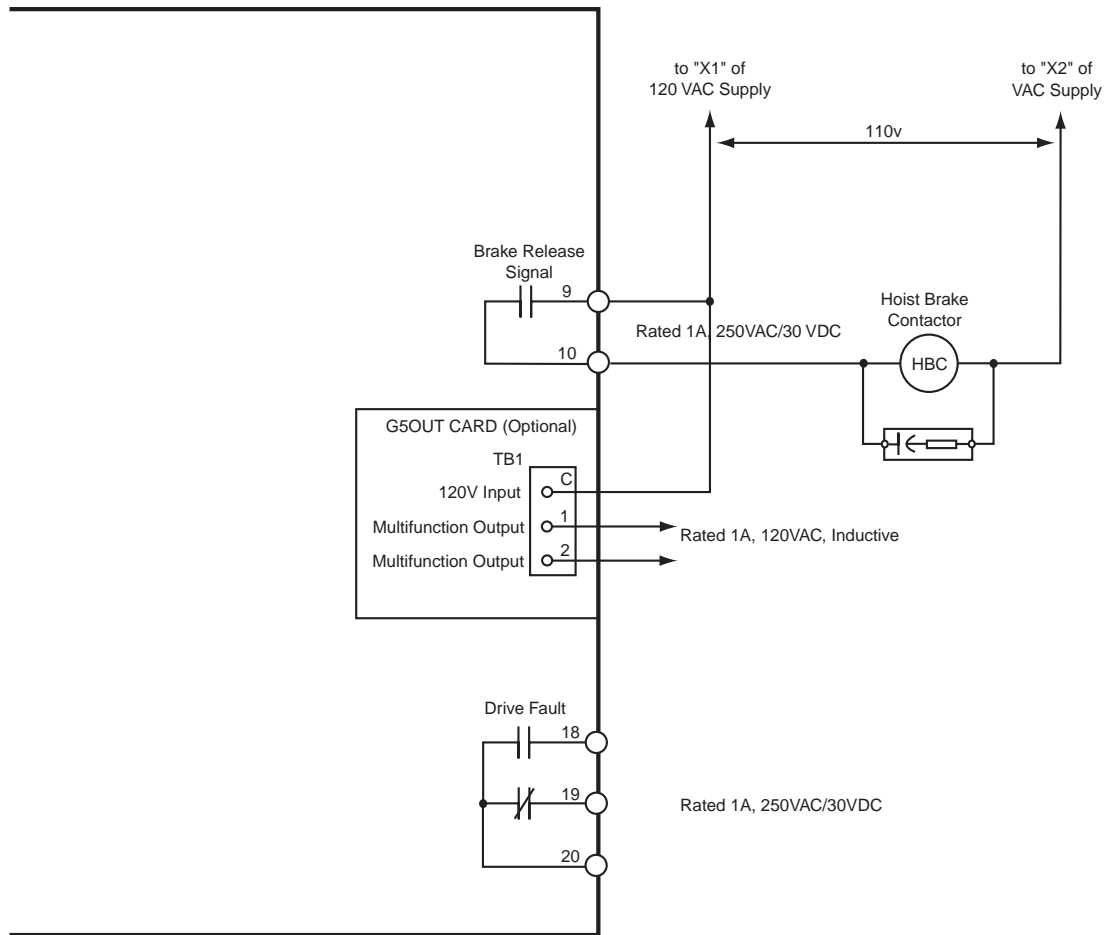 to "X1" of
120 VAC Supply
to "X2" of
VAC Supply
110v
Brake Release
Signal
9
Rated 1A, 250VAC/30 VDC
Hoist Brake
Contactor
10
HBC
G5OUT CARD (Optional)
TB1
C
120V Input
1
Multifunction Output
Rated 1A, 120VAC, Inductive
2
Multifunction Output
Drive Fault
18
19
Rated 1A, 250VAC/30VDC
20